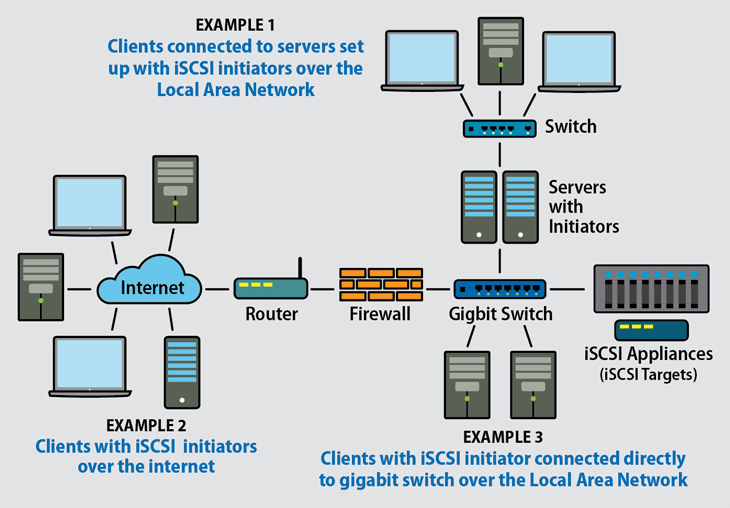 EXAMPLE 1
Clients connected to servers set
up with iSCSI initiators over the
Local Area Network
Switch
Servers
with
Initiators
Internet
Router
Firewall
Gigbit Switch
iSCSI Appliances
(iSCSI Targets)
EXAMPLE 2
Clients with iSCSI initiators
over the internet
EXAMPLE 3
Clients with iSCSI initiator connected directly
to gigabit switch over the Local Area Network